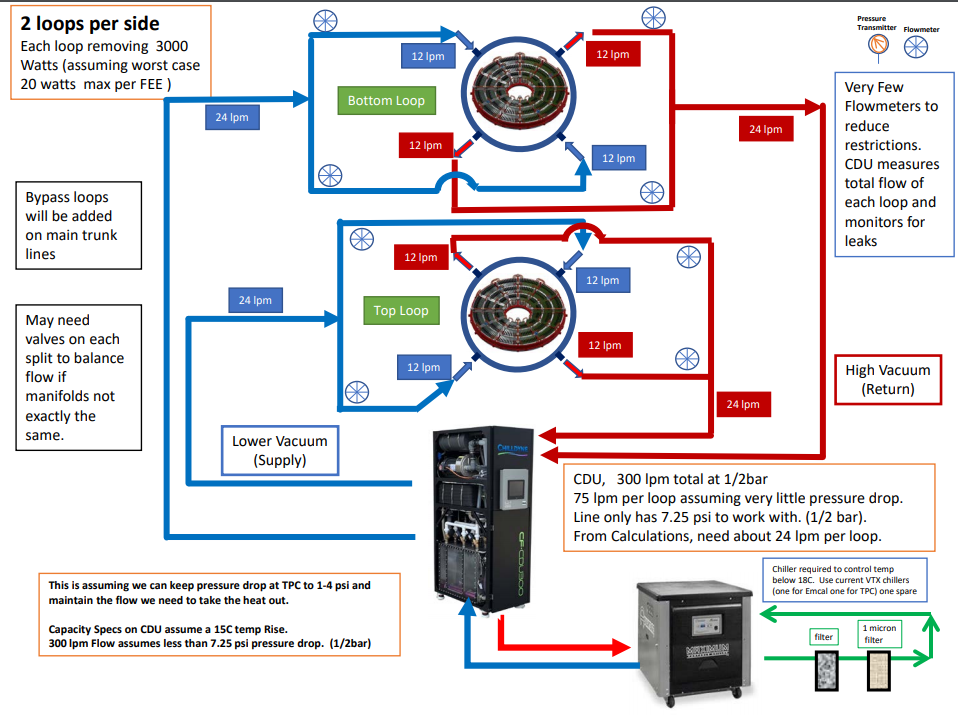 2 loops per side
Each loop removing  3000
Watts (assuming worst case
20 watts  max per FEE )
Pressure
Transmitter
Flowmeter
12 lpm
12 lpm
Bottom Loop
24 lpm
24 lpm
12 lpm
12 lpm
Very Few
Flowmeters to
reduce
restrictions.
CDU measures
total flow of
each loop and
monitors for
leaks
Bypass loops
will be added
on main trunk
lines
12 lpm
12 lpm
24 lpm
Top Loop
12 lpm
12 lpm
May need
valves on each
split to balance
flow if
manifolds not
exactly the
same.
High Vacuum
(Return)
24 lpm
Lower Vacuum
(Supply)
CHILLDYNE
CF-CDU300
CDU,   300 lpm total at 1/2bar
75 lpm per loop assuming very little pressure drop.
Line only has 7.25 psi to work with. (1/2 bar).
From Calculations, need about 24 lpm per loop.
This is assuming we can keep pressure drop at TPC to 1-4 psi and
maintain the flow we need to take the heat out.
Capacity Specs on CDU assume a 15C temp Rise.
300 lpm Flow assumes less than 7.25 psi pressure drop.  (1/2bar)
Chiller required to control temp
below 18C.  Use current VTX chillers
(one for Emcal one for TPC) one spare
filter
1 micron
filter
MAXIMUM